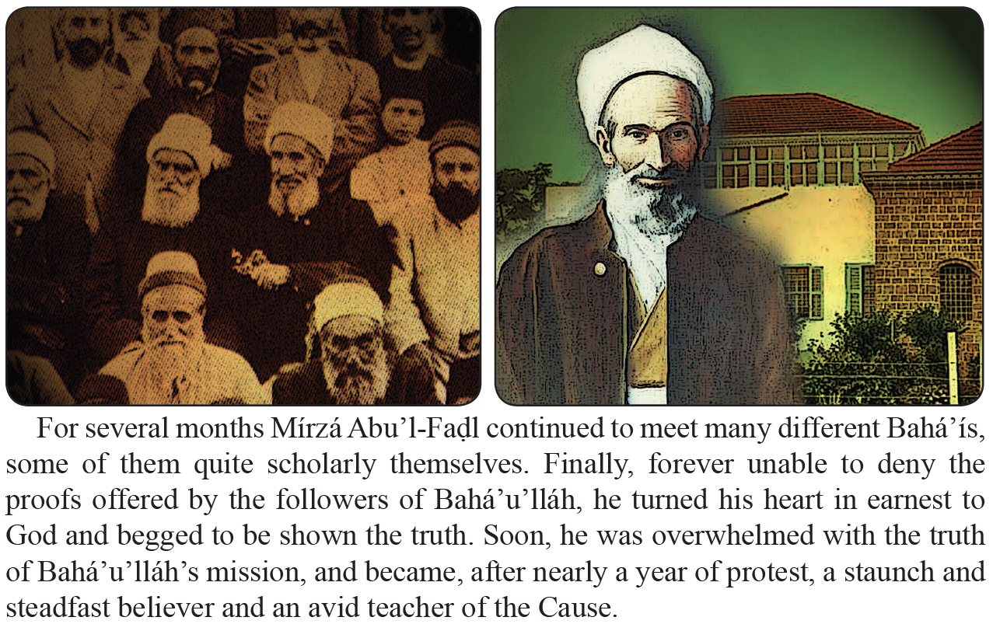 For several months Mírzá Abu’l-Faḍl continued to meet many different Bahá’ís,
some of them quite scholarly themselves. Finally, forever unable to deny the
proofs offered by the followers of Bahá’u’lláh, he turned his heart in earnest to
God and begged to be shown the truth. Soon, he was overwhelmed with the truth
of Bahá’u’lláh’s mission, and became, after nearly a year of protest, a staunch and
steadfast believer and an avid teacher of the Cause.